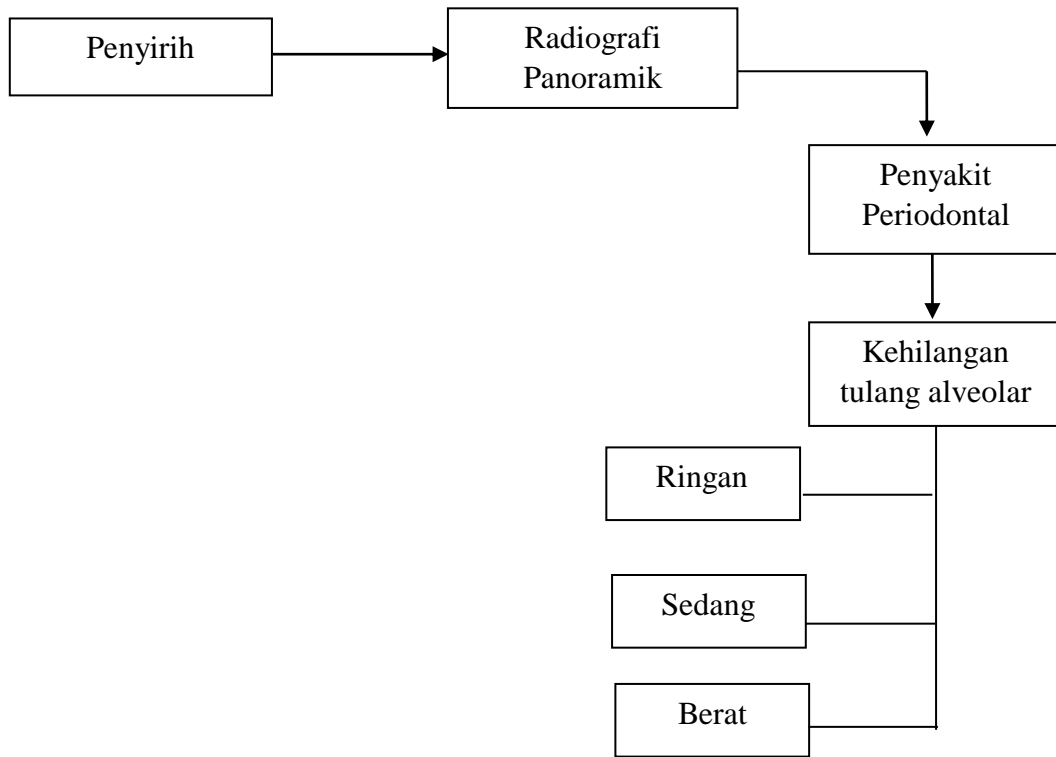 Penyirih
Radiografi
Panoramik
Penyakit
Periodontal
Kehilangan
tulang alveolar
Ringan
Sedang
Berat